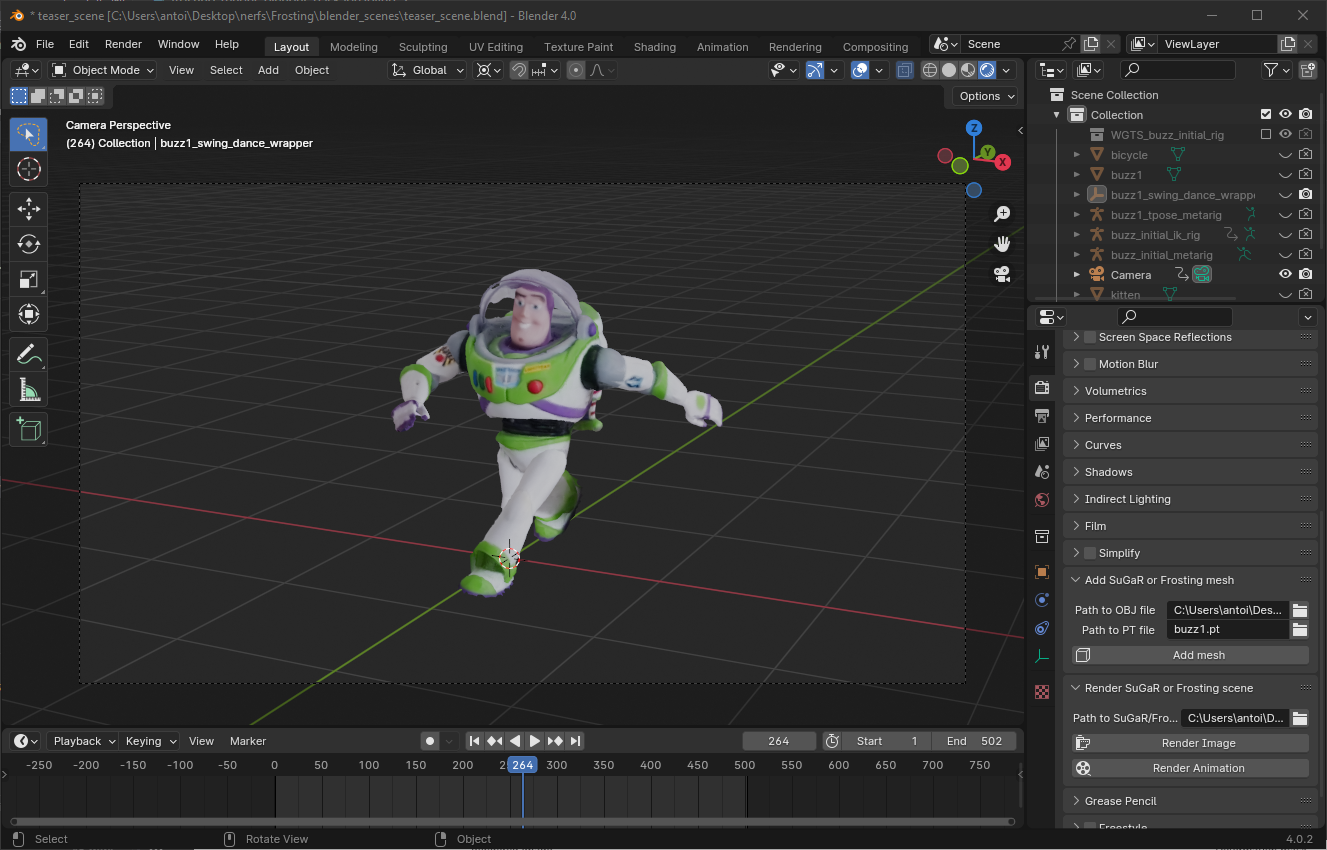 * teaser_scene [C:\Users\antoi\Desktop\nerfs\Frosting\blender_scenes\teaser_scene.blend] - Blender 4.0
File Edit Render Window Help Layout Modeling Sculpting UV Editing Texture Paint Shading Animation Rendering Compositing Scene ViewLayer
Object Mode View Select Add Object Global
Options
Camera Perspective
(264) Collection | buzz1_swing_dance_wrapper
Z
Y
X
Scene Collection
Collection
WGTS_buzz_initial_rig
bicycle
buzz1
buzz1_swing_dance_wrappe
buzz1_tpose_metarig
buzz_initial_ik_rig
buzz_initial_metarig
Camera
kitten
Screen Space Reflections
Motion Blur
Volumetrics
Performance
Curves
Shadows
Indirect Lighting
Film
Simplify
Add SuGaR or Frosting mesh
Path to OBJ file C:\Users\antoi\Des...
Path to PT file buzz1.pt
Add mesh
Render SuGaR or Frosting scene
Path to SuGaR/Fro... C:\Users\antoi\D...
Render Image
Render Animation
Grease Pencil
Freestyle
Playback Keying View Marker 264 Start 1 End 502
-250 -200 -150 -100 -50 0 50 100 150 200 264 300 350 400 450 500 550 600 650 700 750
Select Rotate View Object 4.0.2